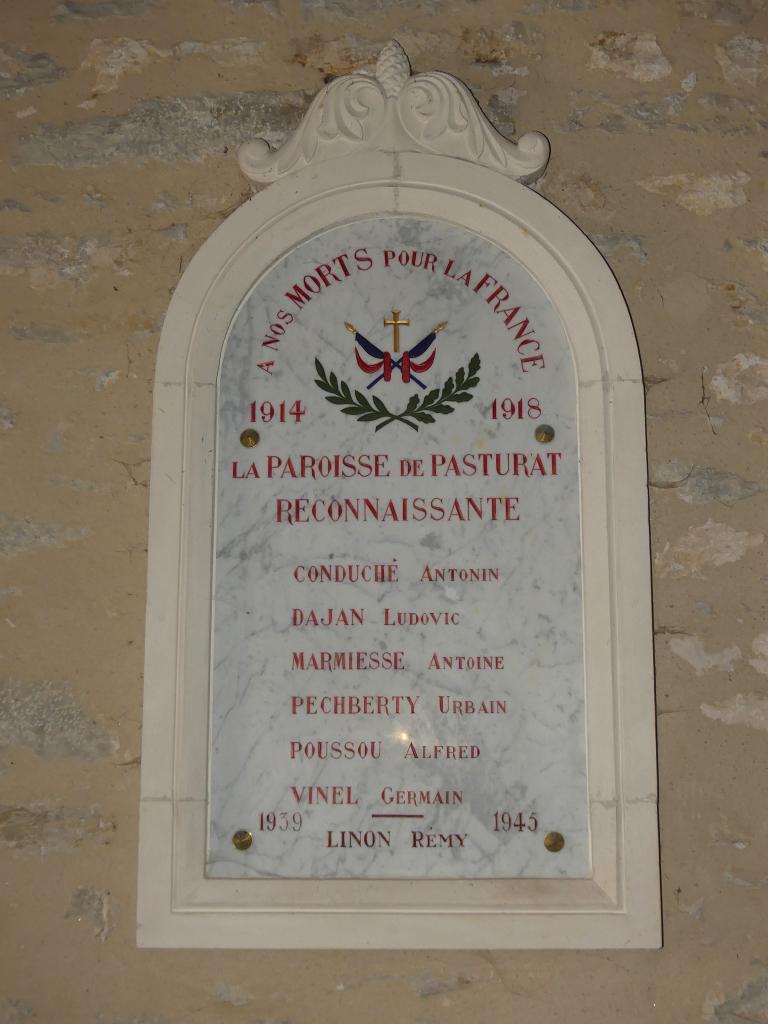 A NOS MORTS POUR LA FRANCE
1914 1918
LA PAROISSE DE PASTURAT
RECONNAISSANTE
CONDUCHÉ ANTONIN
DAJAN LUDOVIC
MARMIESSE ANTOINE
PECHBERTY URBAIN
POUSSOU ALFRED
VINEL GERMAIN
1939 1945
LINON RÉMY